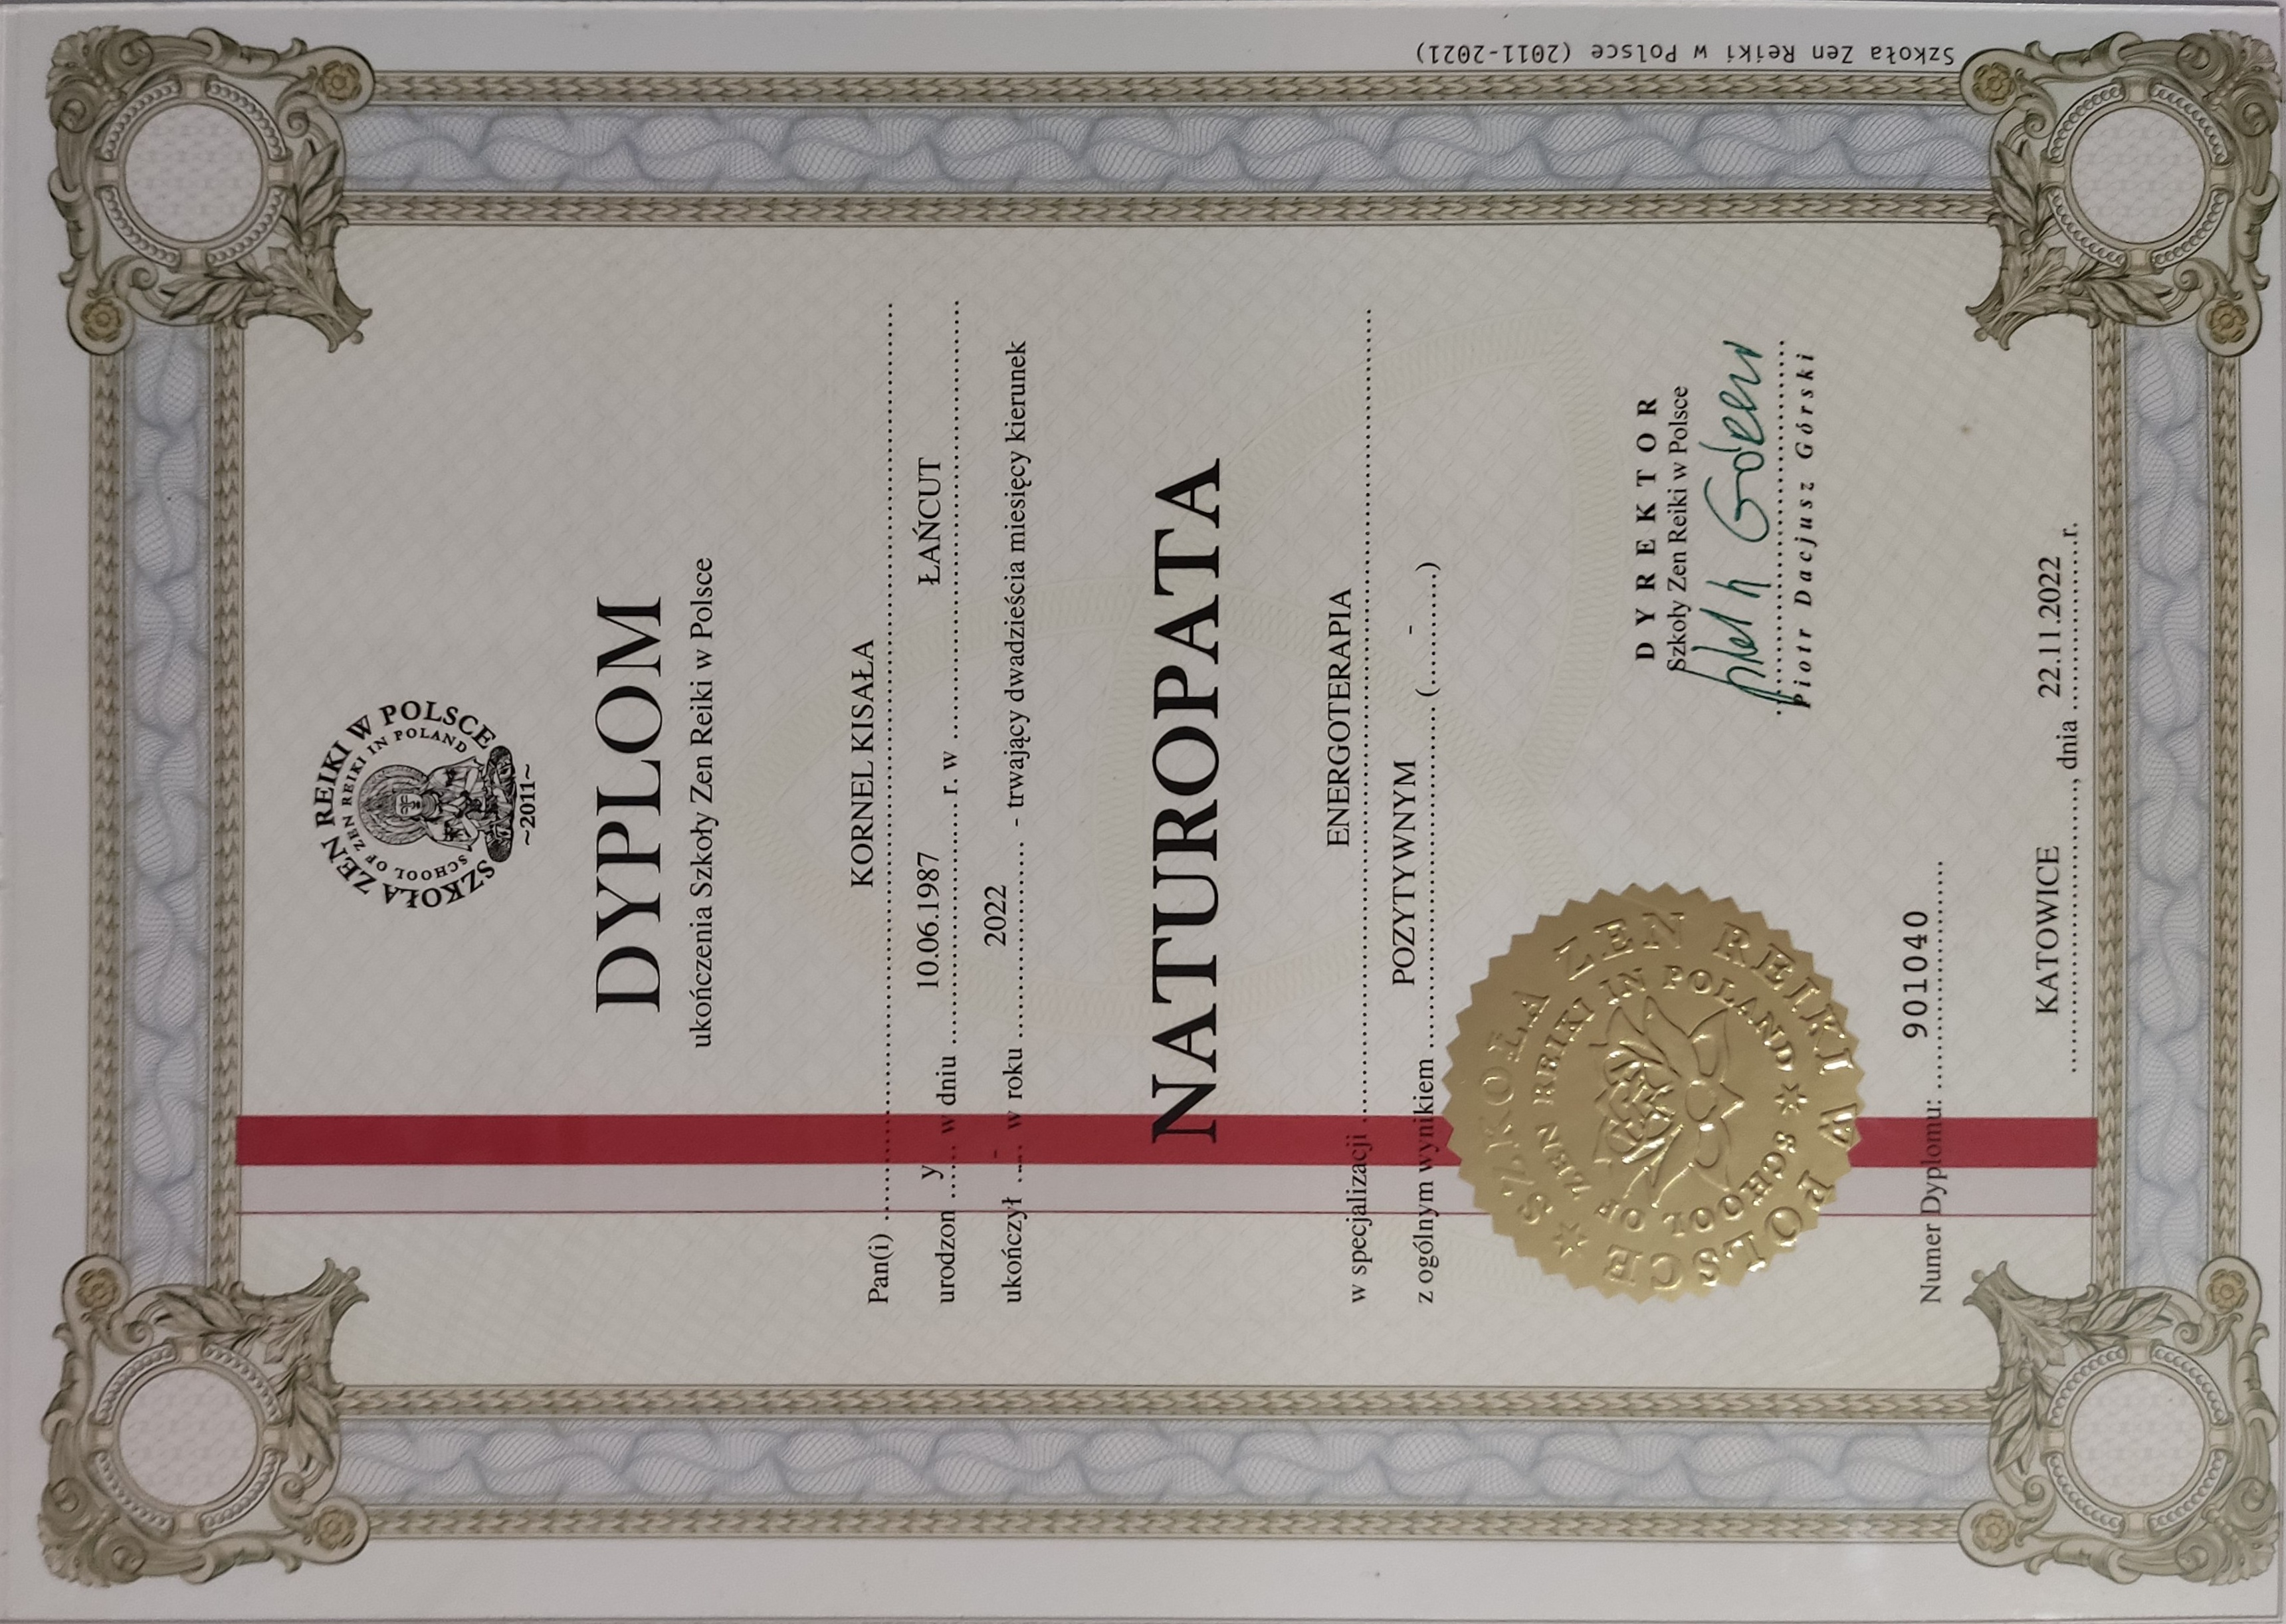 Szkoła Zen Reiki w Polsce (2011-2021)
SZKOŁA ZEN REIKI W POLSCE
SCHOOL OF ZEN REIKI IN POLAND
~2011~
DYPLOM
ukończenia Szkoły Zen Reiki w Polsce
Pan(i) KORNEL KISAŁA
urodzon y w dniu 10.06.1987 r. w ŁAŃCUT
ukończył - w roku 2022 - trwający dwadzieścia miesięcy kierunek
NATUROPATA
w specjalizacji ENERGOTERAPIA
z ogólnym wynikiem POZYTYWNYM (...-...)
SZKOŁA ZEN REIKI W POLSCE
SCHOOL OF ZEN REIKI IN POLAND
DYREKTOR
Szkoły Zen Reiki w Polsce
Piotr Dacjusz Górski
Numer Dyplomu: 901040
KATOWICE, dnia 22.11.2022 r.